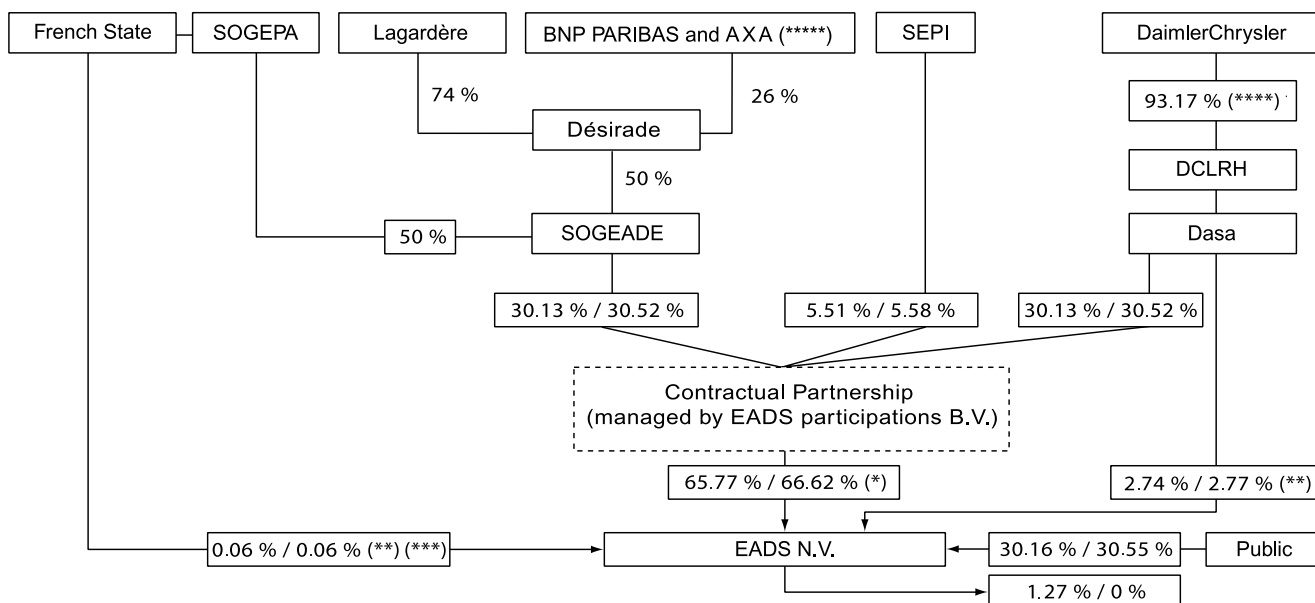 French State
SOGEPA
Lagardère
BNP PARIBAS and AXA (*****)
SEPI
DaimlerChrysler
74 %
26 %
93.17 % (****)
Désirade
50 %
DCLRH
50 %
SOGEADE
Dasa
30.13 % / 30.52 %
5.51 % / 5.58 %
30.13 % / 30.52 %
Contractual Partnership
(managed by EADS participations B.V.)
65.77 % / 66.62 % (*)
2.74 % / 2.77 % (**)
0.06 % / 0.06 % (**) (***)
EADS N.V.
30.16 % / 30.55 %
Public
1.27 % / 0 %